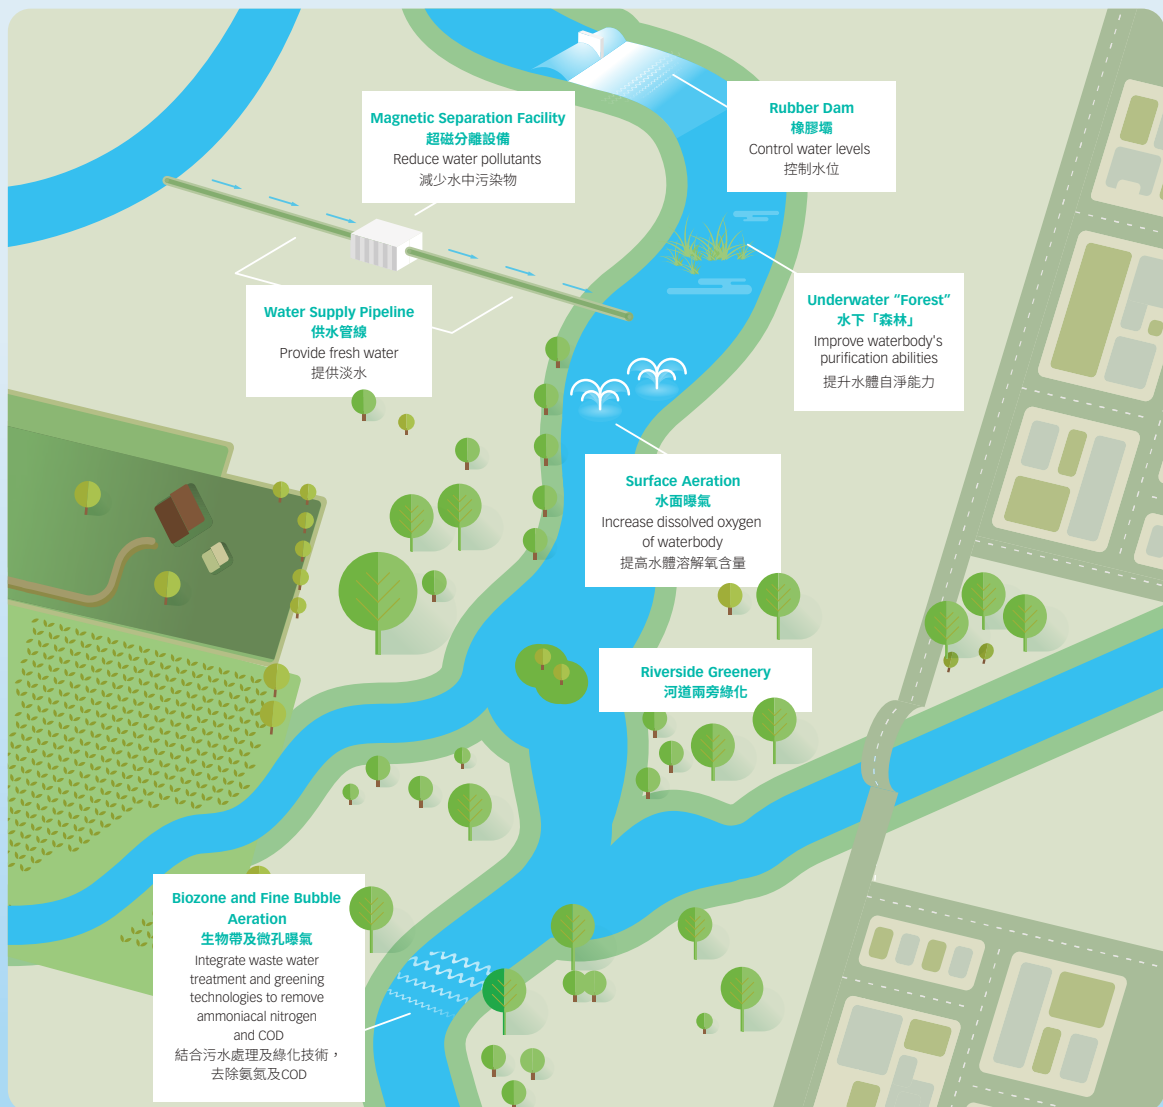 Magnetic Separation Facility
超磁分離設備
Reduce water pollutants
減少水中污染物
Rubber Dam
橡膠壩
Control water levels
控制水位
Water Supply Pipeline
供水管線
Provide fresh water
提供淡水
Underwater “Forest”
水下「森林」
Improve waterbody's
purification abilities
提升水體自淨能力
Surface Aeration
水面曝氣
Increase dissolved oxygen
of waterbody
提高水體溶解氧含量
Riverside Greenery
河道兩旁綠化
Biozone and Fine Bubble
Aeration
生物帶及微孔曝氣
Integrate waste water
treatment and greening
technologies to remove
ammoniacal nitrogen
and COD
結合污水處理及綠化技術，
去除氨氮及COD